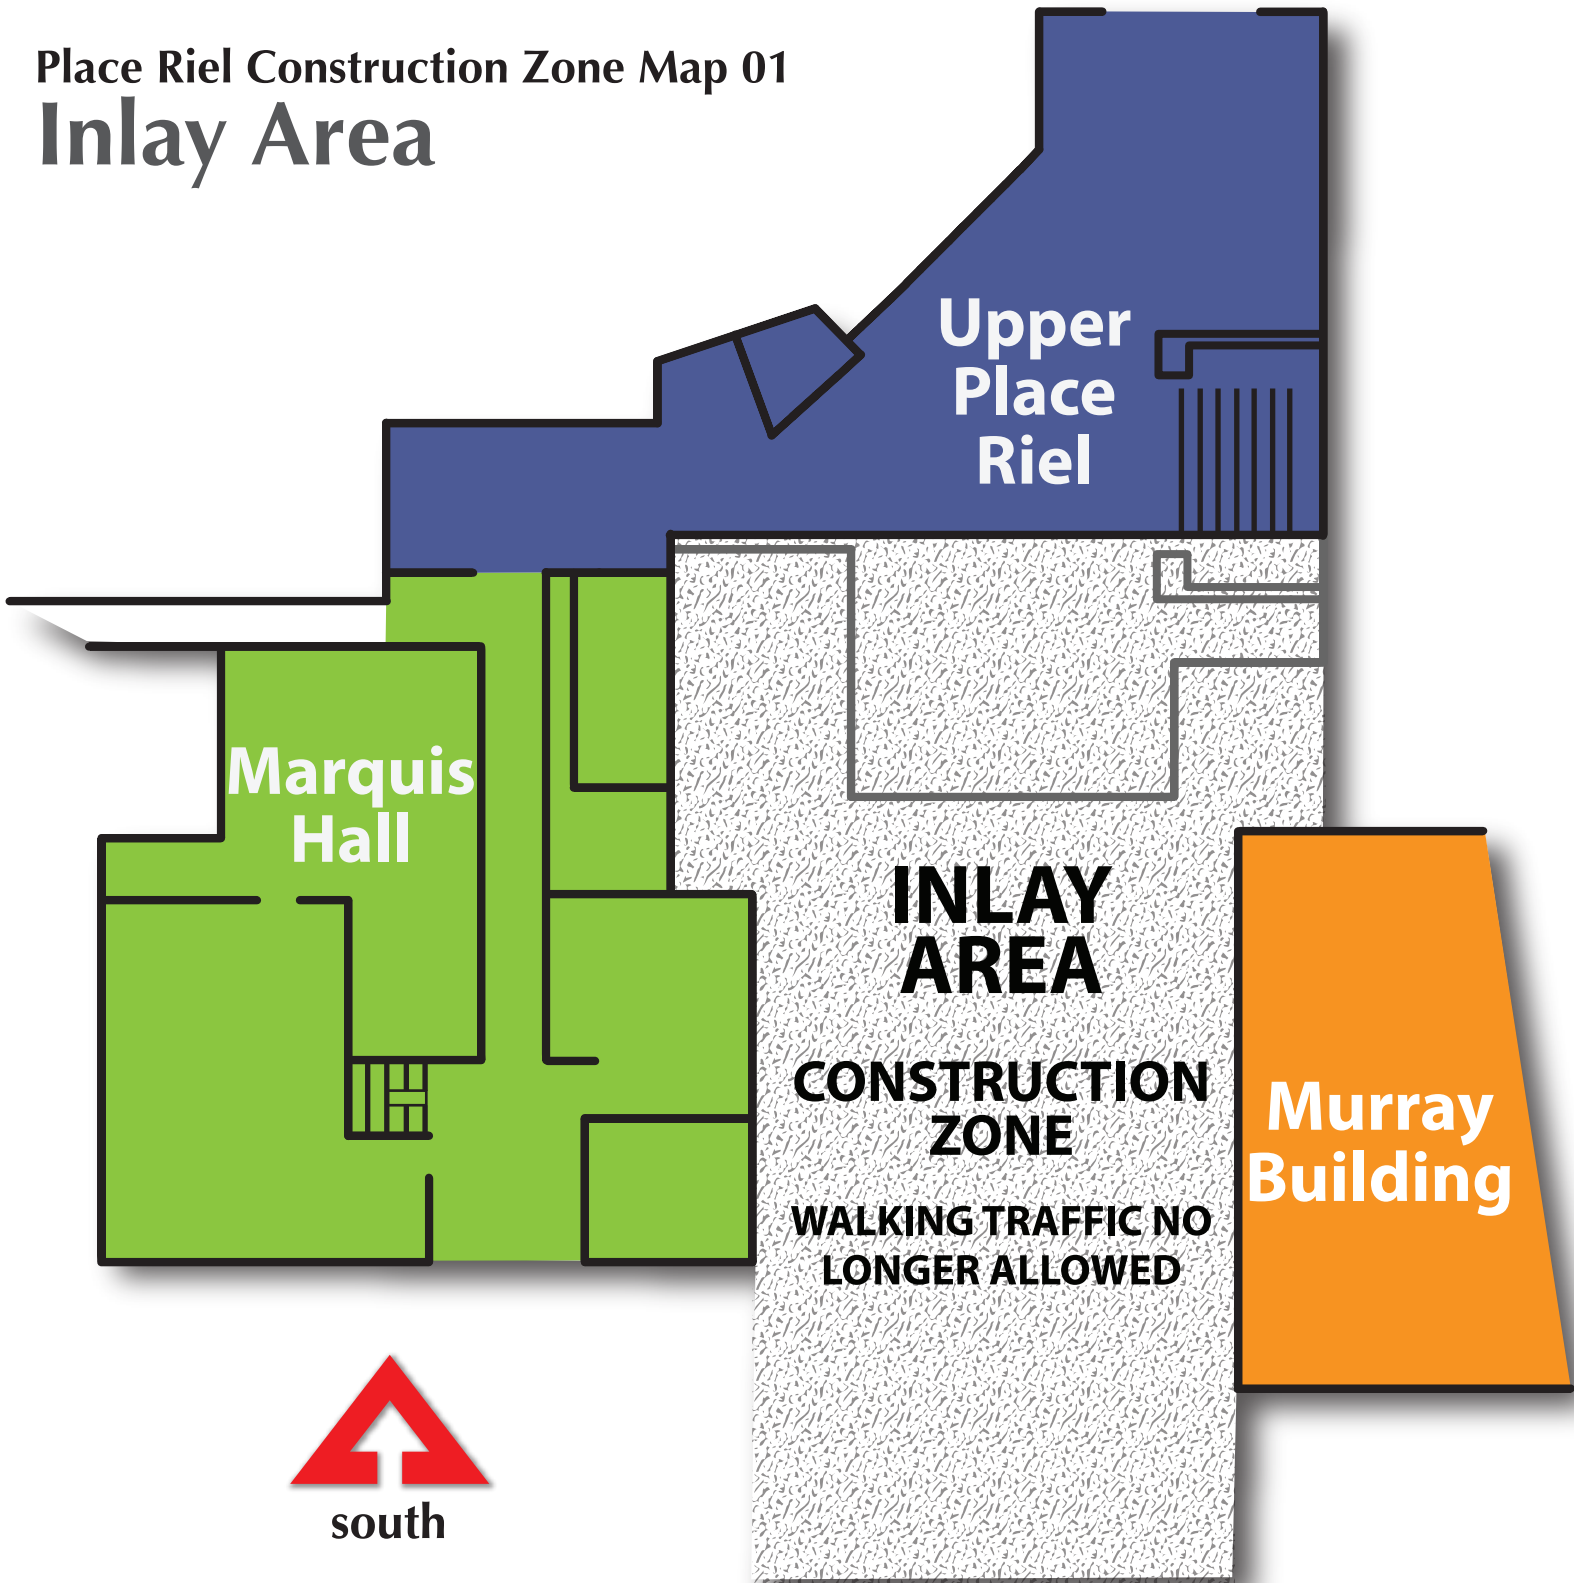 Place Riel Construction Zone Map 01
Inlay Area
Upper
Place
Riel
Marquis
Hall
INLAY
AREA
CONSTRUCTION
ZONE
WALKING TRAFFIC NO
LONGER ALLOWED
Murray
Building
south